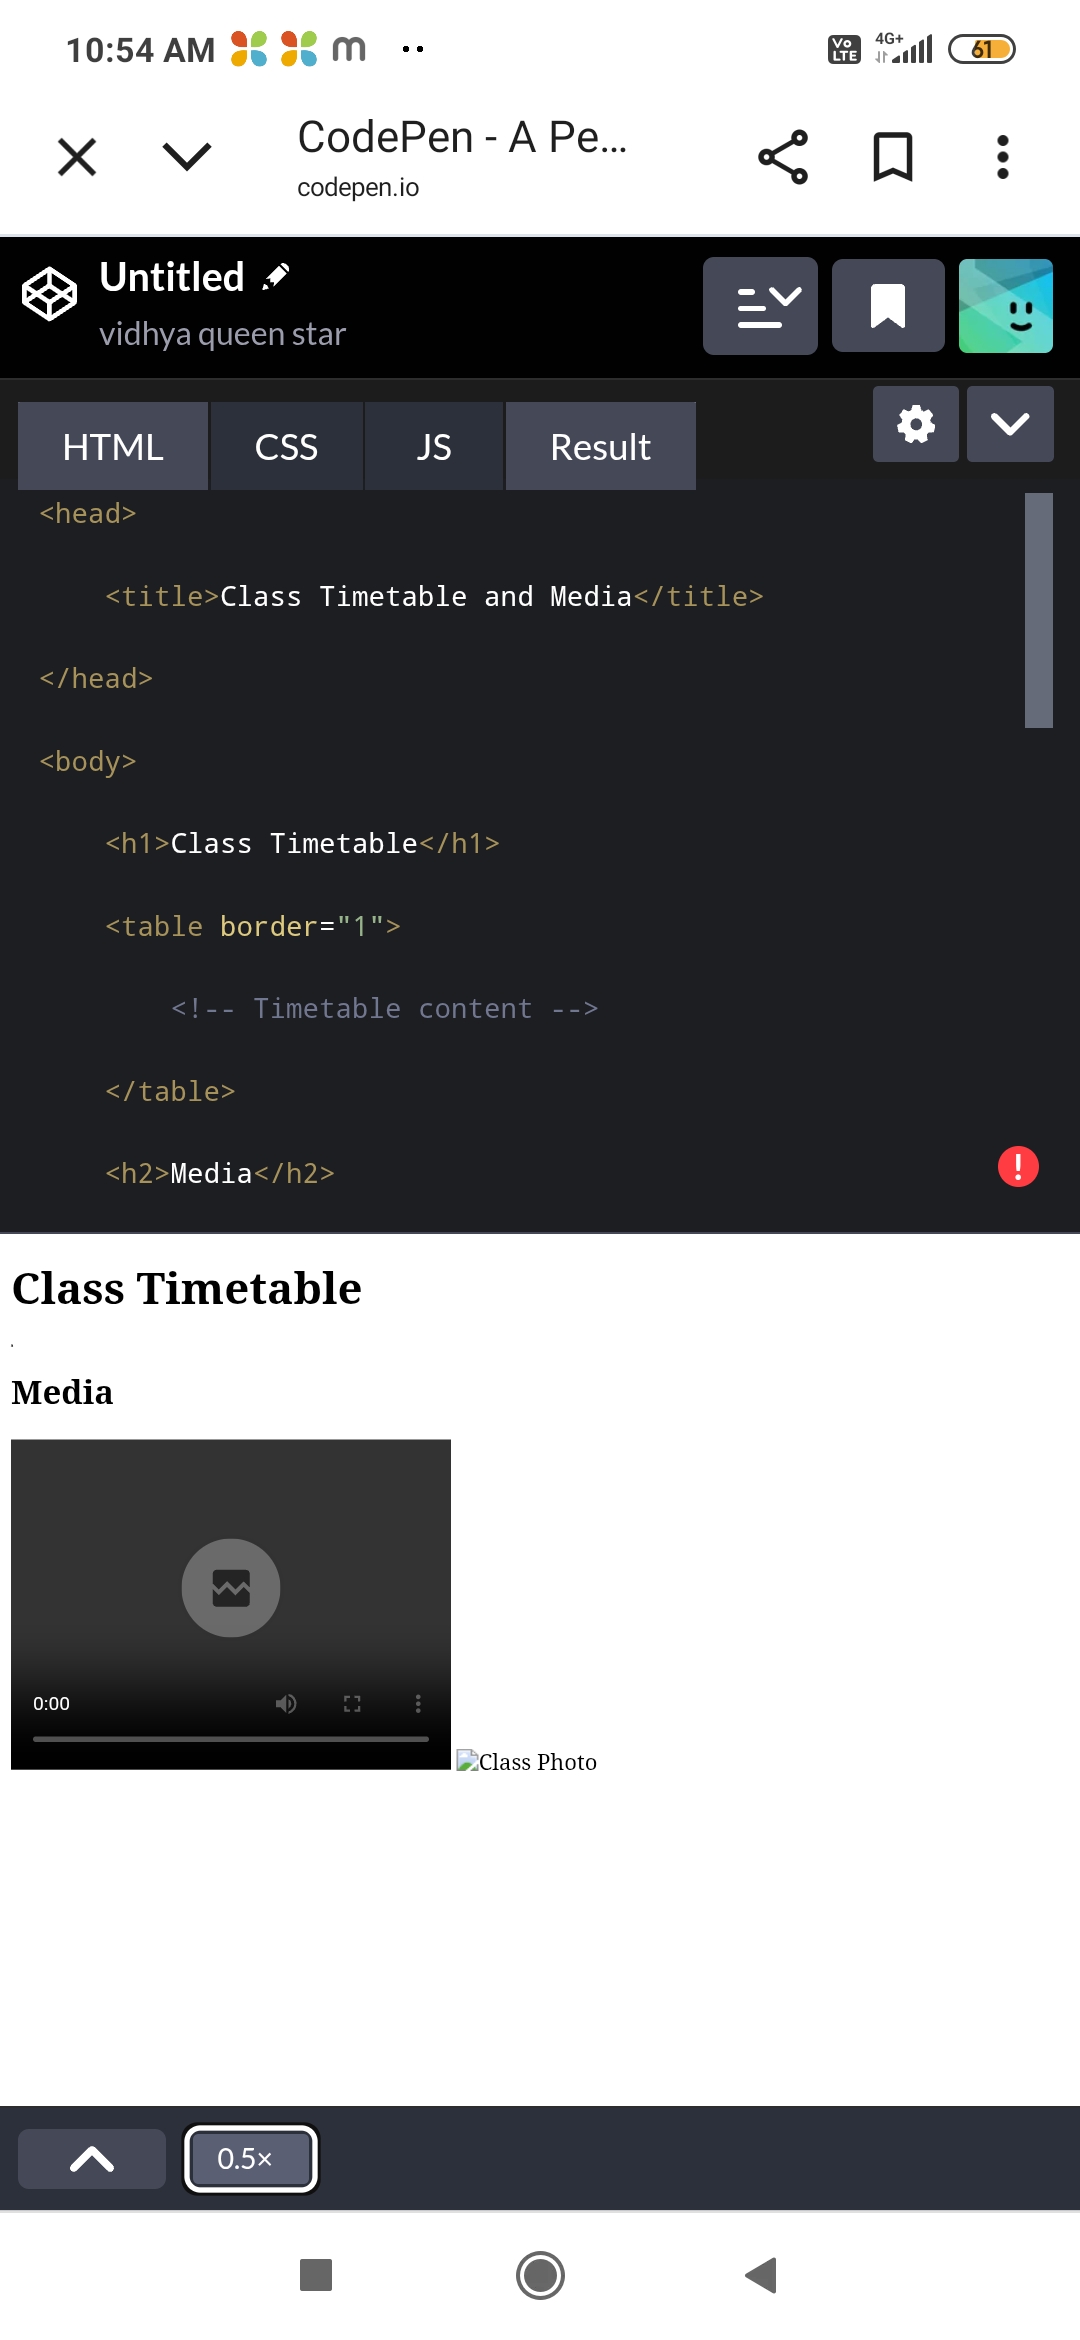 10:54 AM
Vo LTE
4G+
61
CodePen - A Pe...
codepen.io
Untitled
vidhya queen star
HTML
CSS
JS
Result
<head>
<title>Class Timetable and Media</title>
</head>
<body>
<h1>Class Timetable</h1>
<table border="1">
<!-- Timetable content -->
</table>
<h2>Media</h2>
Class Timetable
Media
0:00
Class Photo
0.5×